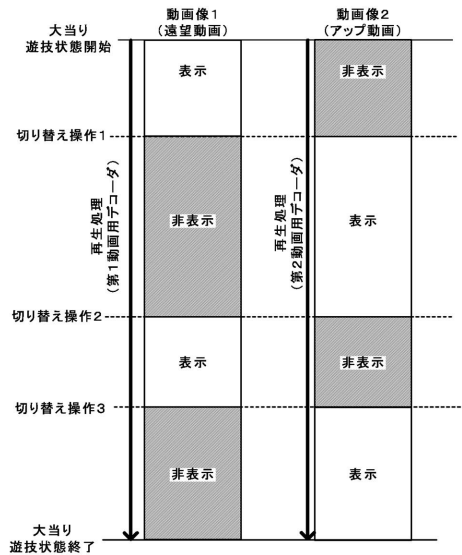 動画像1
(遠望動画)
動画像2
(アップ動画)
大当り
遊技状態開始
表示
非表示
切り替え操作1
再生処理
(第1動画用デコーダ)
再生処理
(第2動画用デコーダ)
非表示
表示
切り替え操作2
表示
非表示
切り替え操作3
非表示
表示
大当り
遊技状態終了